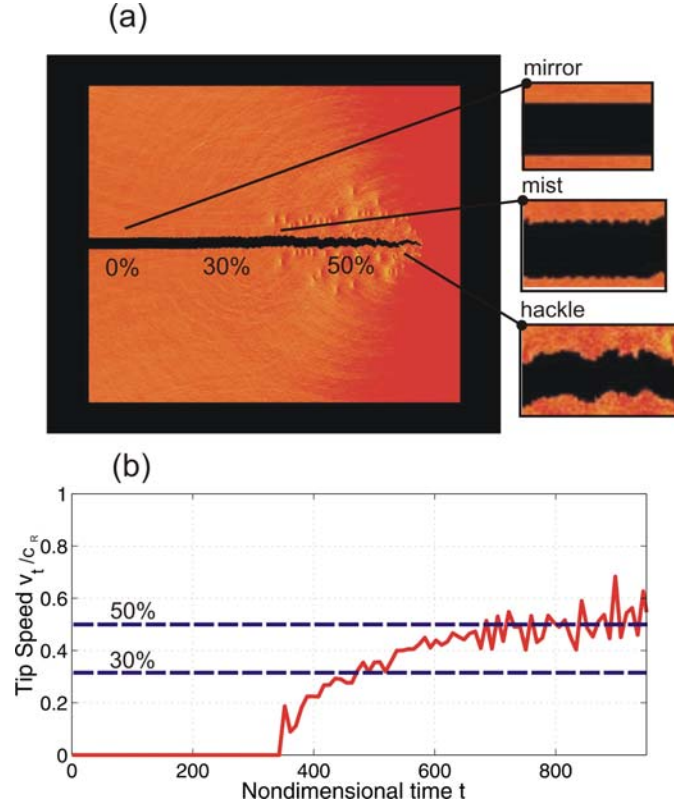 (a)
mirror
mist
0% 30% 50%
hackle
(b)
Tip Speed v_t/c_R
1
0.8
0.6
50%
0.4
30%
0.2
0
0 200 400 600 800
Nondimensional time t